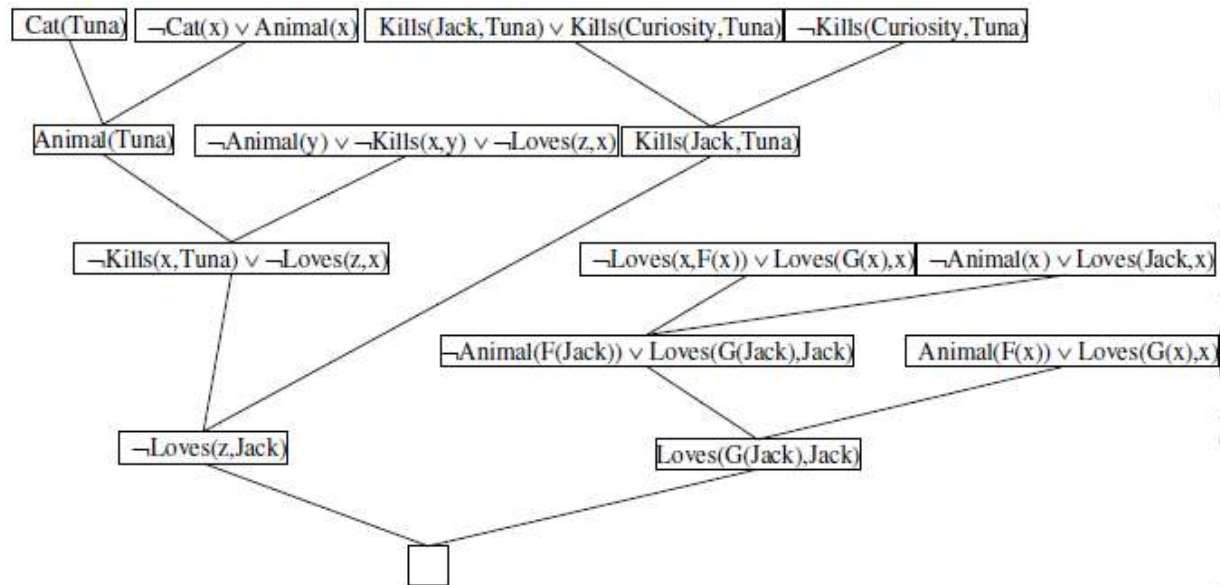 Cat(Tuna) ¬Cat(x) ∨ Animal(x) Kills(Jack,Tuna) ∨ Kills(Curiosity,Tuna) ¬Kills(Curiosity,Tuna)
Animal(Tuna) ¬Animal(y) ∨ ¬Kills(x,y) ∨ ¬Loves(z,x) Kills(Jack,Tuna)
¬Kills(x,Tuna) ∨ ¬Loves(z,x) ¬Loves(x,F(x)) ∨ Loves(G(x),x) ¬Animal(x) ∨ Loves(Jack,x)
¬Animal(F(Jack)) ∨ Loves(G(Jack),Jack) Animal(F(x)) ∨ Loves(G(x),x)
¬Loves(z,Jack) Loves(G(Jack),Jack)